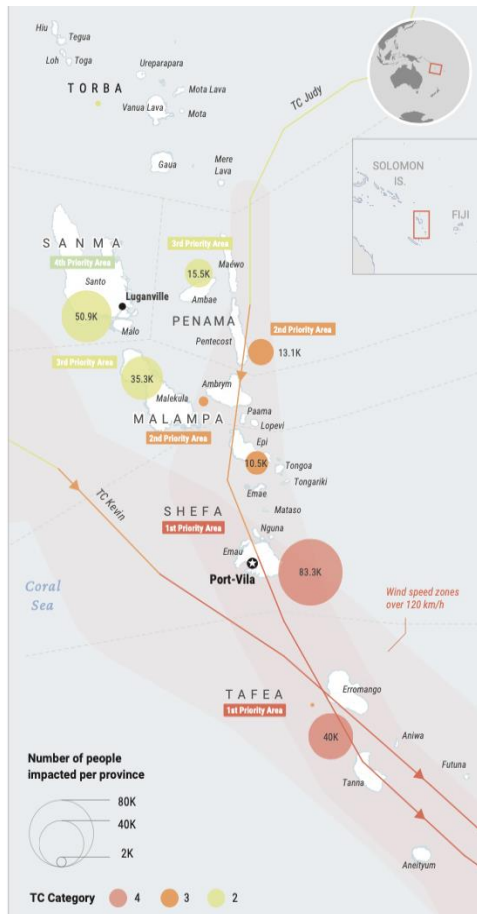 Hiu
Tegua
Loh
Toga
Ureparapara
TORBA
Mota Lava
Vanua Lava
Mota
TC Judy
Gaua
Mere
Lava
SOLOMON
IS.
FIJI
SANMA
4th Priority Area
Santo
Luganville
50.9K
Malo
3rd Priority Area
Maéwo
15.5K
Ambae
PENAMA
Pentecost
2nd Priority Area
13.1K
3rd Priority Area
35.3K
Malekula
Ambrym
MALAMPA
2nd Priority Area
Paama
Lopevi
Epi
10.5K
Tongoa
Tongariki
Emae
Mataso
TC Kevin
SHEFA
1st Priority Area
Nguna
Emau
Port-Vila
83.3K
Coral
Sea
Wind speed zones
over 120 km/h
TAFEA
1st Priority Area
Erromango
40K
Aniwa
Futuna
Tanna
Aneityum
Number of people
impacted per province
80K
40K
2K
TC Category 4 3 2